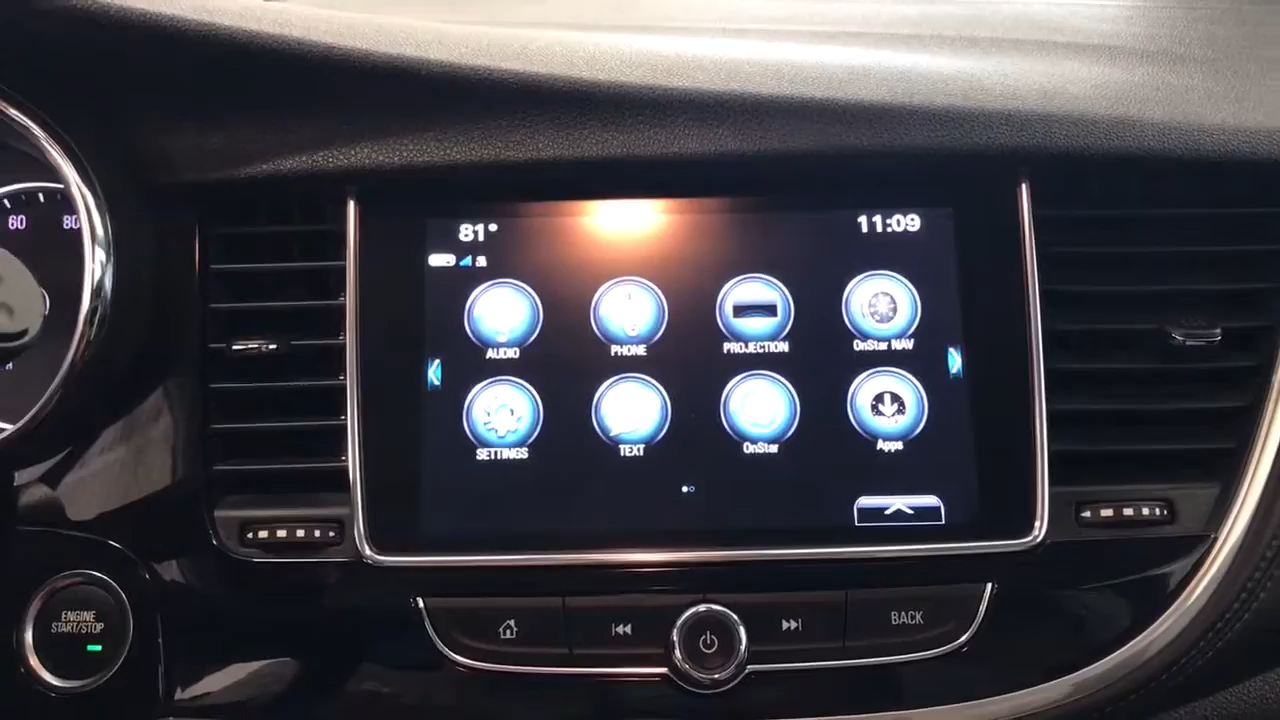 60 80
81° 11:09
AUDIO PHONE PROJECTION OnStar NAV
SETTINGS TEXT OnStar Apps
ENGINE
START/STOP
BACK